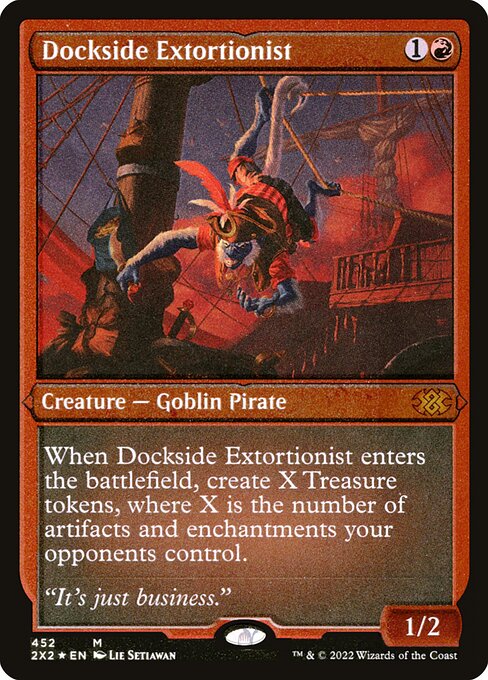 Dockside Extortionist 1
Creature — Goblin Pirate
When Dockside Extortionist enters
the battlefield, create X Treasure
tokens, where X is the number of
artifacts and enchantments your
opponents control.
“It’s just business.”
1/2
452 M
2X2 ★ EN Lie Setiawan ™ & © 2022 Wizards of the Coast